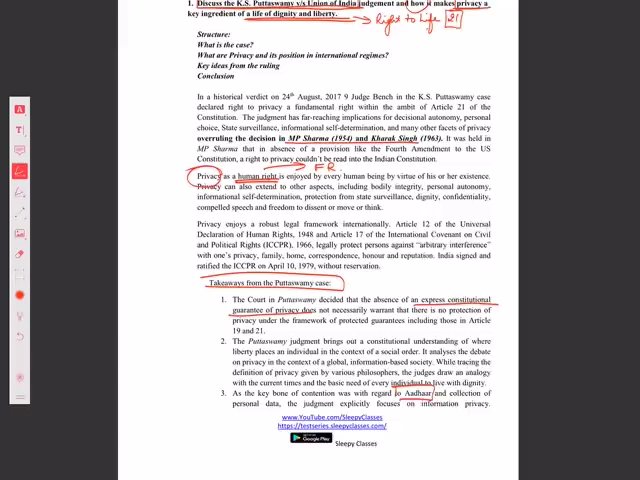 1. Discuss the K.S. Puttaswamy v/s Union of India judgement and how it makes privacy a
key ingredient of a life of dignity and liberty.
Right to Life 21
Structure:
What is the case?
What are Privacy and its position in international regimes?
Key ideas from the ruling
Conclusion
In a historical verdict on 24th August, 2017 9 Judge Bench in the K.S. Puttaswamy case
declared right to privacy a fundamental right within the ambit of Article 21 of the
Constitution. The judgment has far-reaching implications for decisional autonomy, personal
choice, State surveillance, informational self-determination, and many other facets of privacy
overruling the decision in MP Sharma (1954) and Kharak Singh (1963). It was held in
MP Sharma that in absence of a provision like the Fourth Amendment to the US
Constitution, a right to privacy couldn't be read into the Indian Constitution.
FR.
Privacy as a human right is enjoyed by every human being by virtue of his or her existence.
Privacy can also extend to other aspects, including bodily integrity, personal autonomy,
informational self-determination, protection from state surveillance, dignity, confidentiality,
compelled speech and freedom to dissent or move or think.
Privacy enjoys a robust legal framework internationally. Article 12 of the Universal
Declaration of Human Rights, 1948 and Article 17 of the International Covenant on Civil
and Political Rights (ICCPR), 1966, legally protect persons against "arbitrary interference"
with one's privacy, family, home, correspondence, honour and reputation. India signed and
ratified the ICCPR on April 10, 1979, without reservation.
Takeaways from the Puttaswamy case:
1. The Court in Puttaswamy decided that the absence of an express constitutional
guarantee of privacy does not necessarily warrant that there is no protection of
privacy under the framework of protected guarantees including those in Article
19 and 21.
2. The Puttaswamy judgment brings out a constitutional understanding of where
liberty places an individual in the context of a social order. It analyses the debate
on privacy in the context of a global, information-based society. While tracing the
definition of privacy given by various philosophers, the judges draw an analogy
with the current times and the basic need of every individual to live with dignity.
3. As the key bone of contention was with regard to Aadhaar and collection of
personal data, the judgment explicitly focuses on information privacy.
www.YouTube.com/SleepyClasses
https://testseries.sleepyclasses.com/
Google Play Sleepy Classes